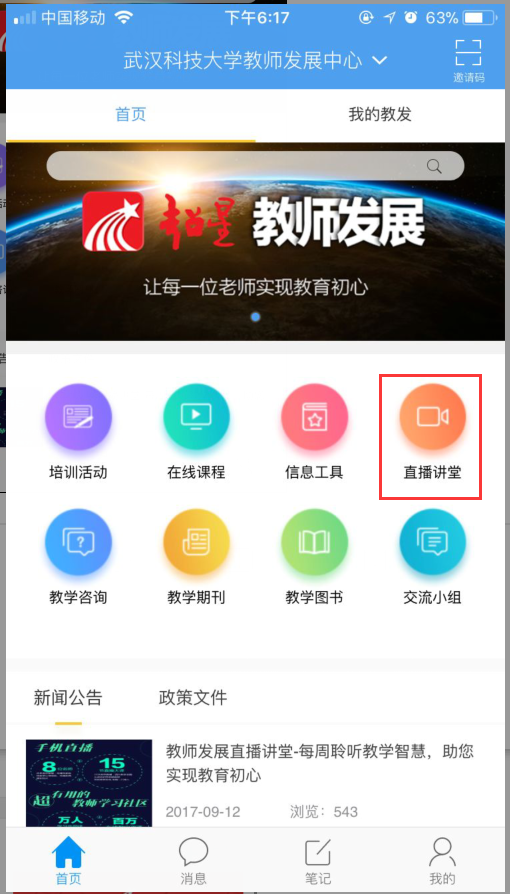 中国移动 下午6:17 63%
武汉科技大学教师发展中心
邀请码
首页 我的教发
超星 教师发展
让每一位老师实现教育初心
培训活动 在线课程 信息工具 直播讲堂
教学咨询 教学期刊 教学图书 交流小组
新闻公告 政策文件
手机直播
8 15
超有用的
教师学习社区
万人 百万
教师发展直播讲堂-每周聆听教学智慧，助您
实现教育初心
2017-09-12 浏览：543
首页 消息 笔记 我的